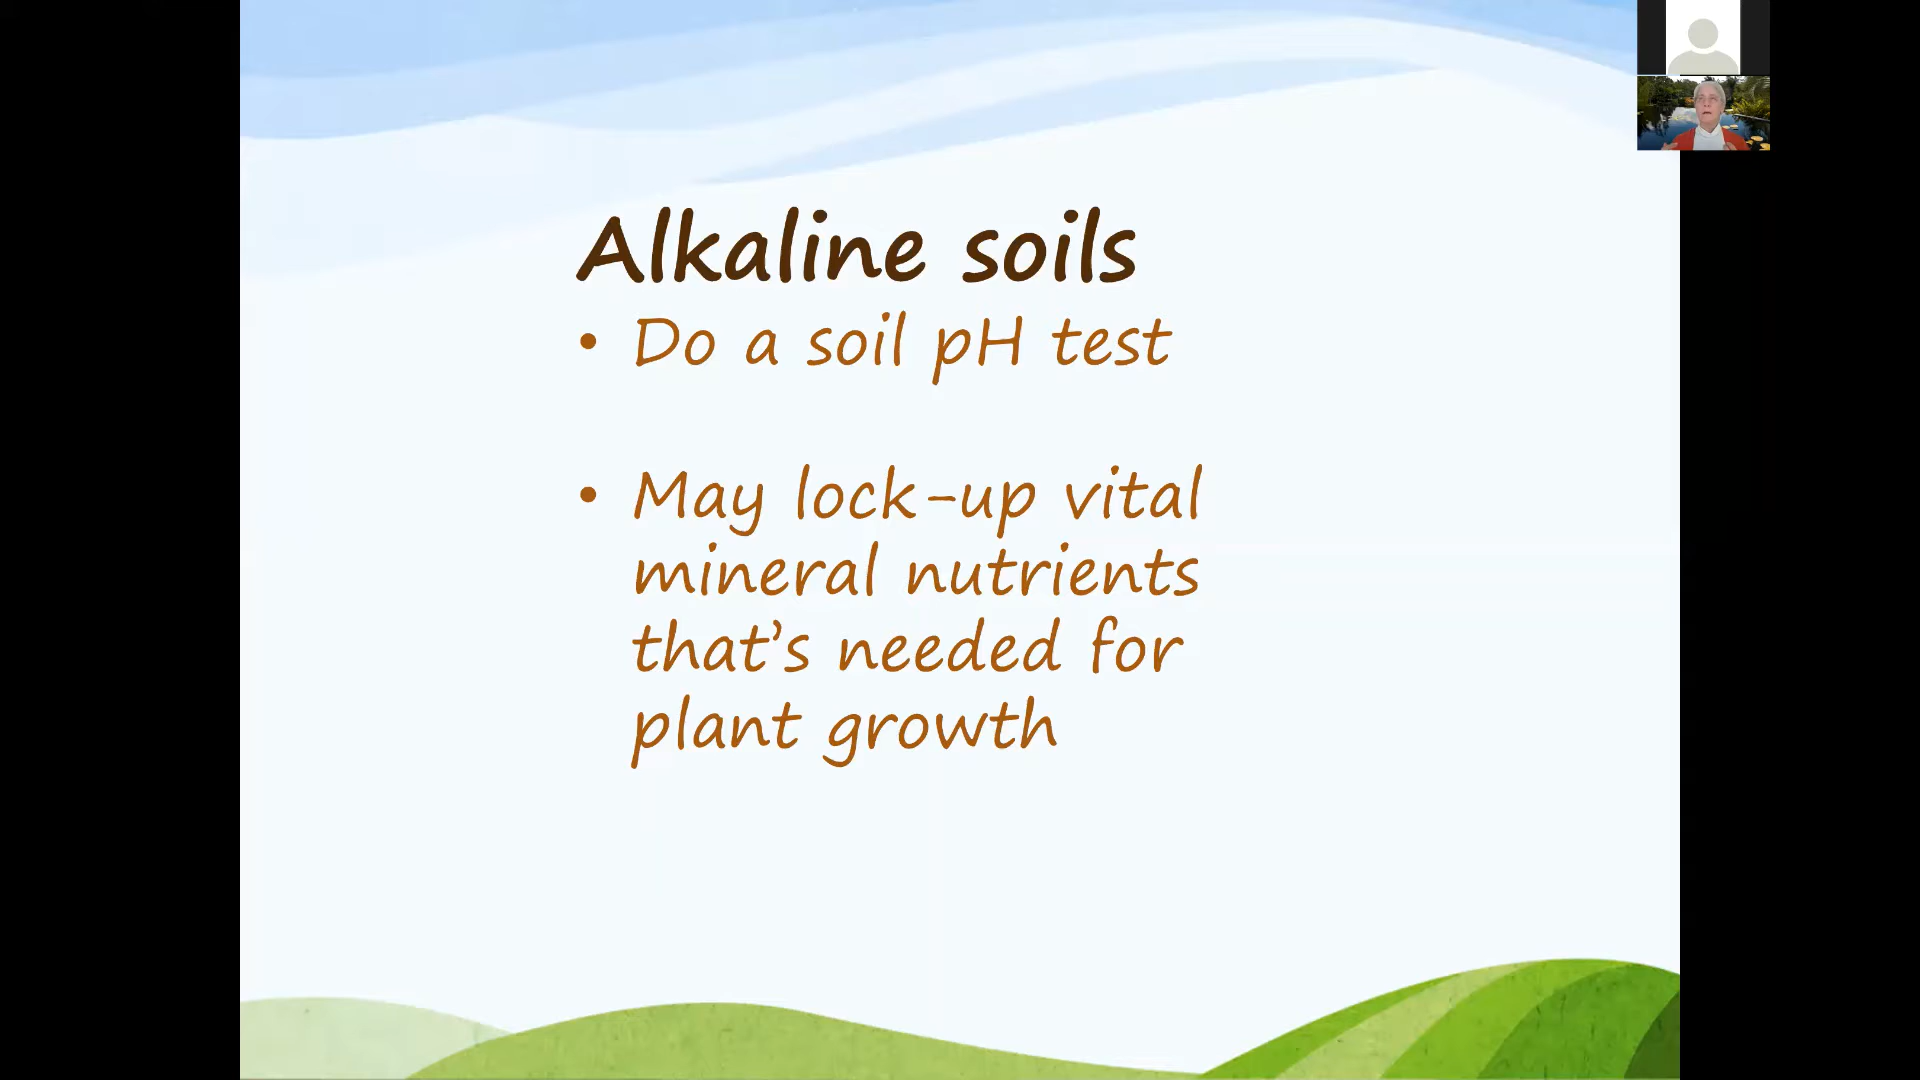 Alkaline soils
• Do a soil pH test
• May lock-up vital
mineral nutrients
that's needed for
plant growth